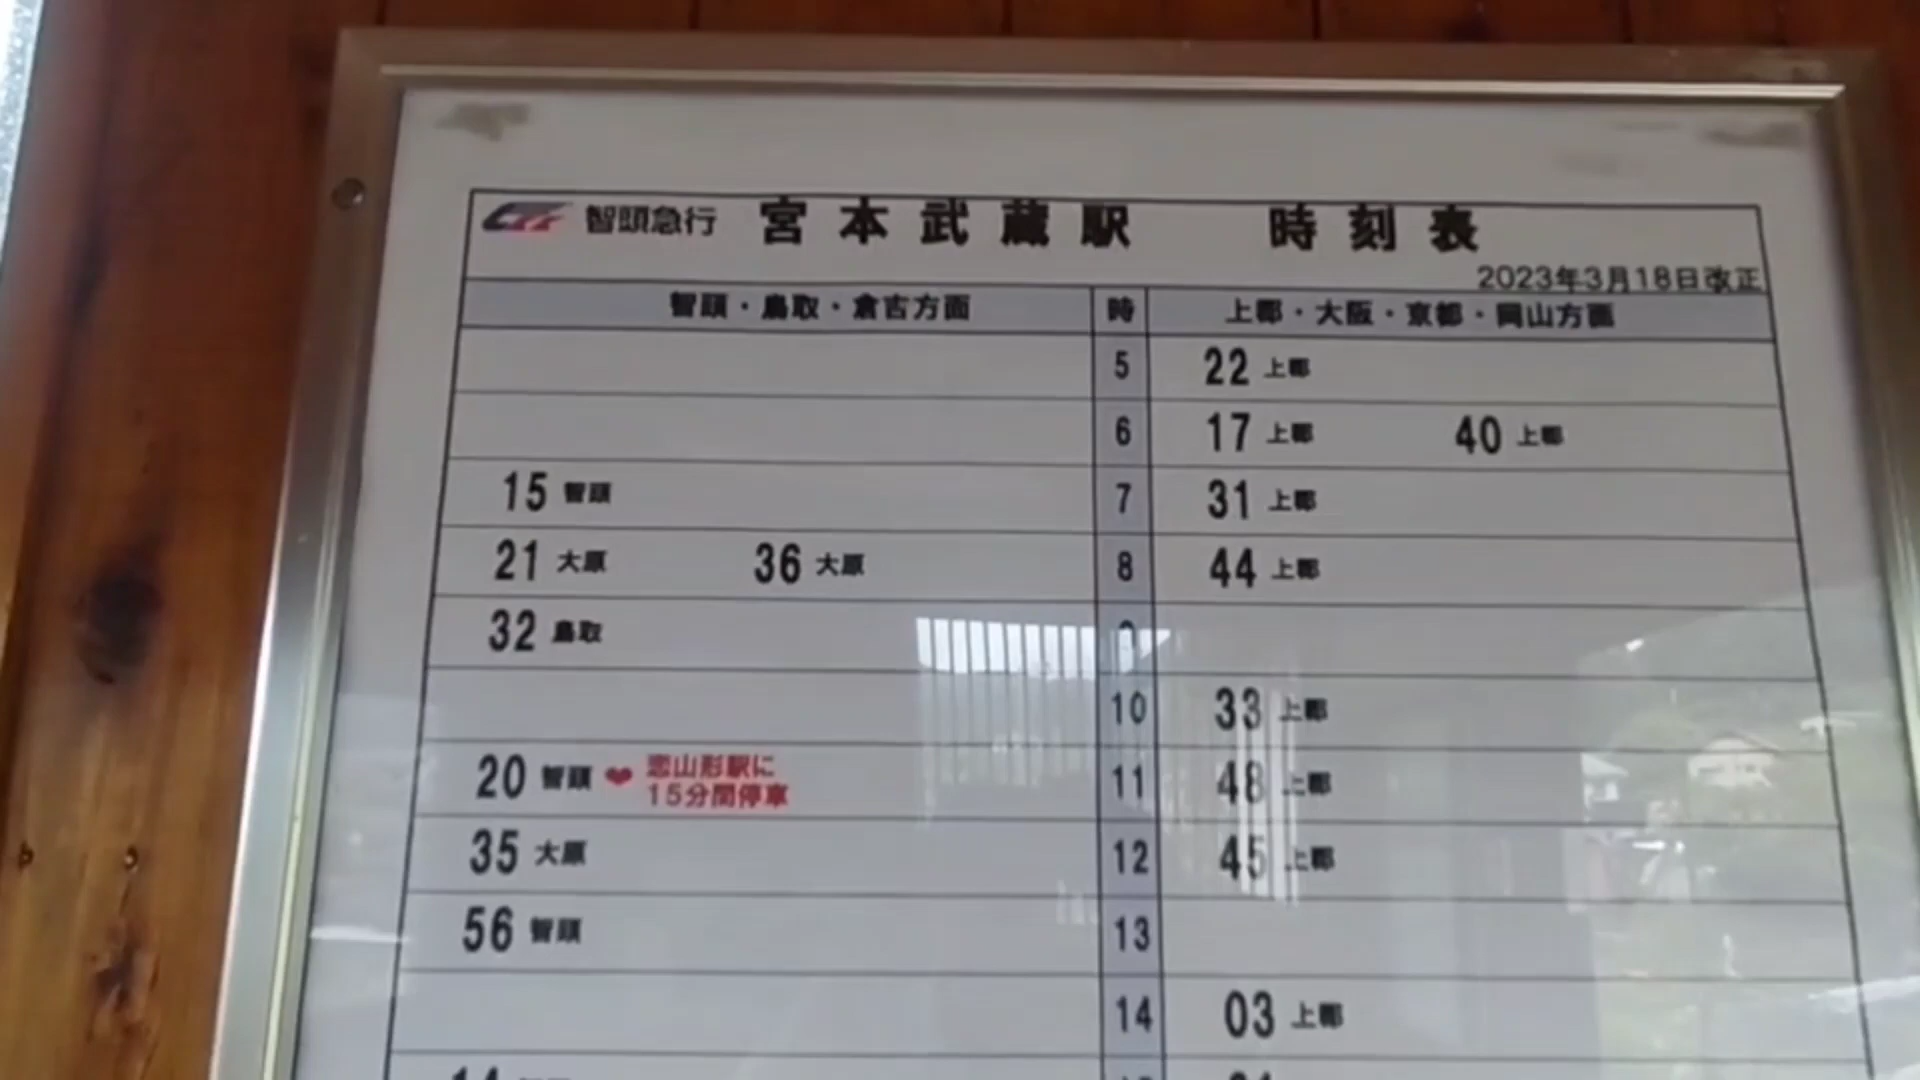 智頭急行 宮本武蔵駅 時刻表
2023年3月18日改正
智頭・鳥取・倉吉方面 時 上郡・大阪・京都・岡山方面
5 22 上郡
6 17 上郡 40 上郡
15 智頭 7 31 上郡
21 大原 36 大原 8 44 上郡
32 鳥取 9
10 33 上郡
20 智頭 ❤ 恋山形駅に
15分間停車 11 48 上郡
35 大原 12 45 上郡
56 智頭 13
14 03 上郡